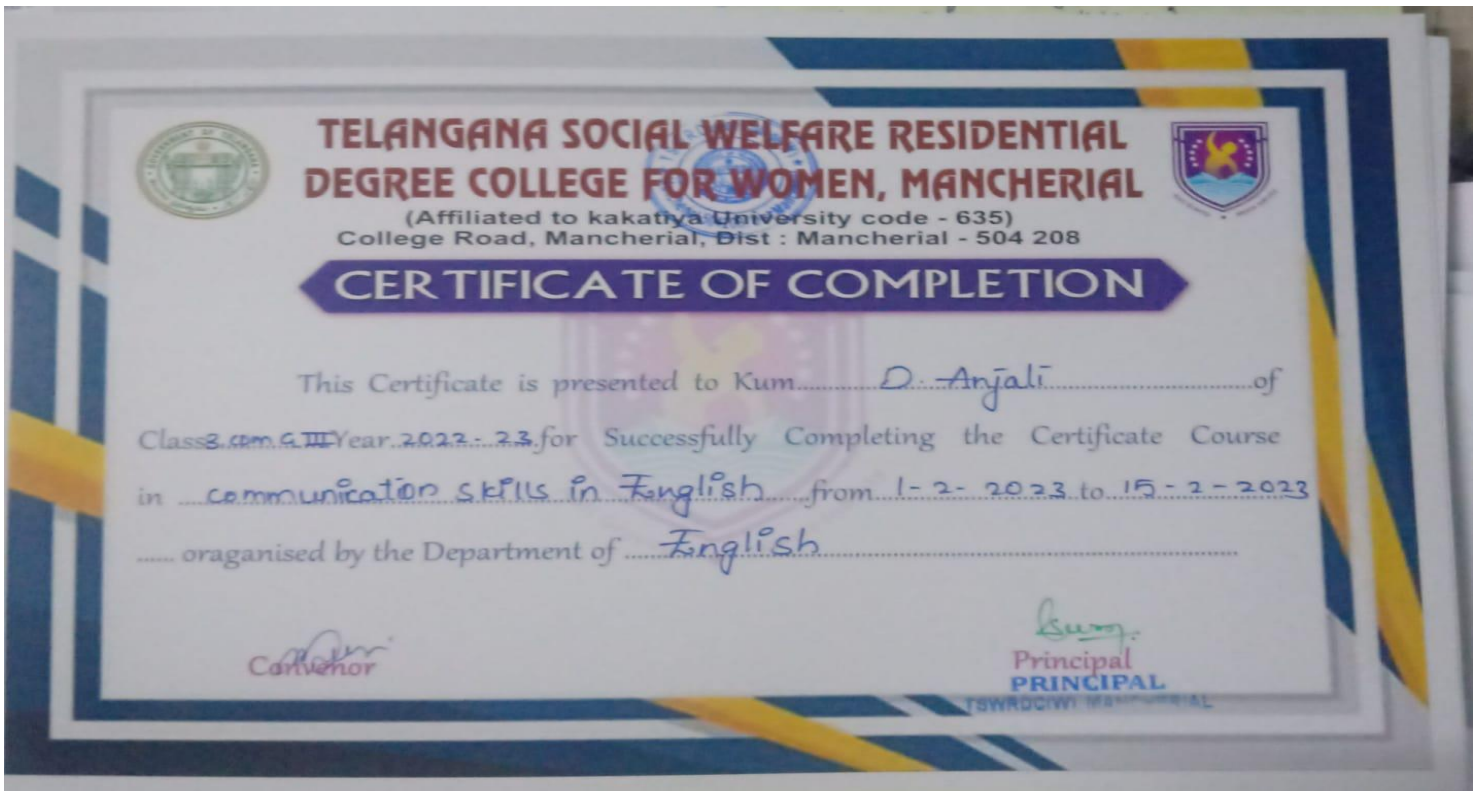 TELANGANA SOCIAL WELFARE RESIDENTIAL
DEGREE COLLEGE FOR WOMEN, MANCHERIAL
(Affiliated to kakatiya University code - 635)
College Road, Mancherial, Dist : Mancherial - 504 208
CERTIFICATE OF COMPLETION
This Certificate is presented to Kum.......... D. Anjali ..........of
Class B.com G III Year 2022-23 for Successfully Completing the Certificate Course
in communication skills in English from 1-2-2023 to 15-2-2023
...... oraganised by the Department of ..... English ..........
Convenor
Principal
PRINCIPAL
MANCHERIAL